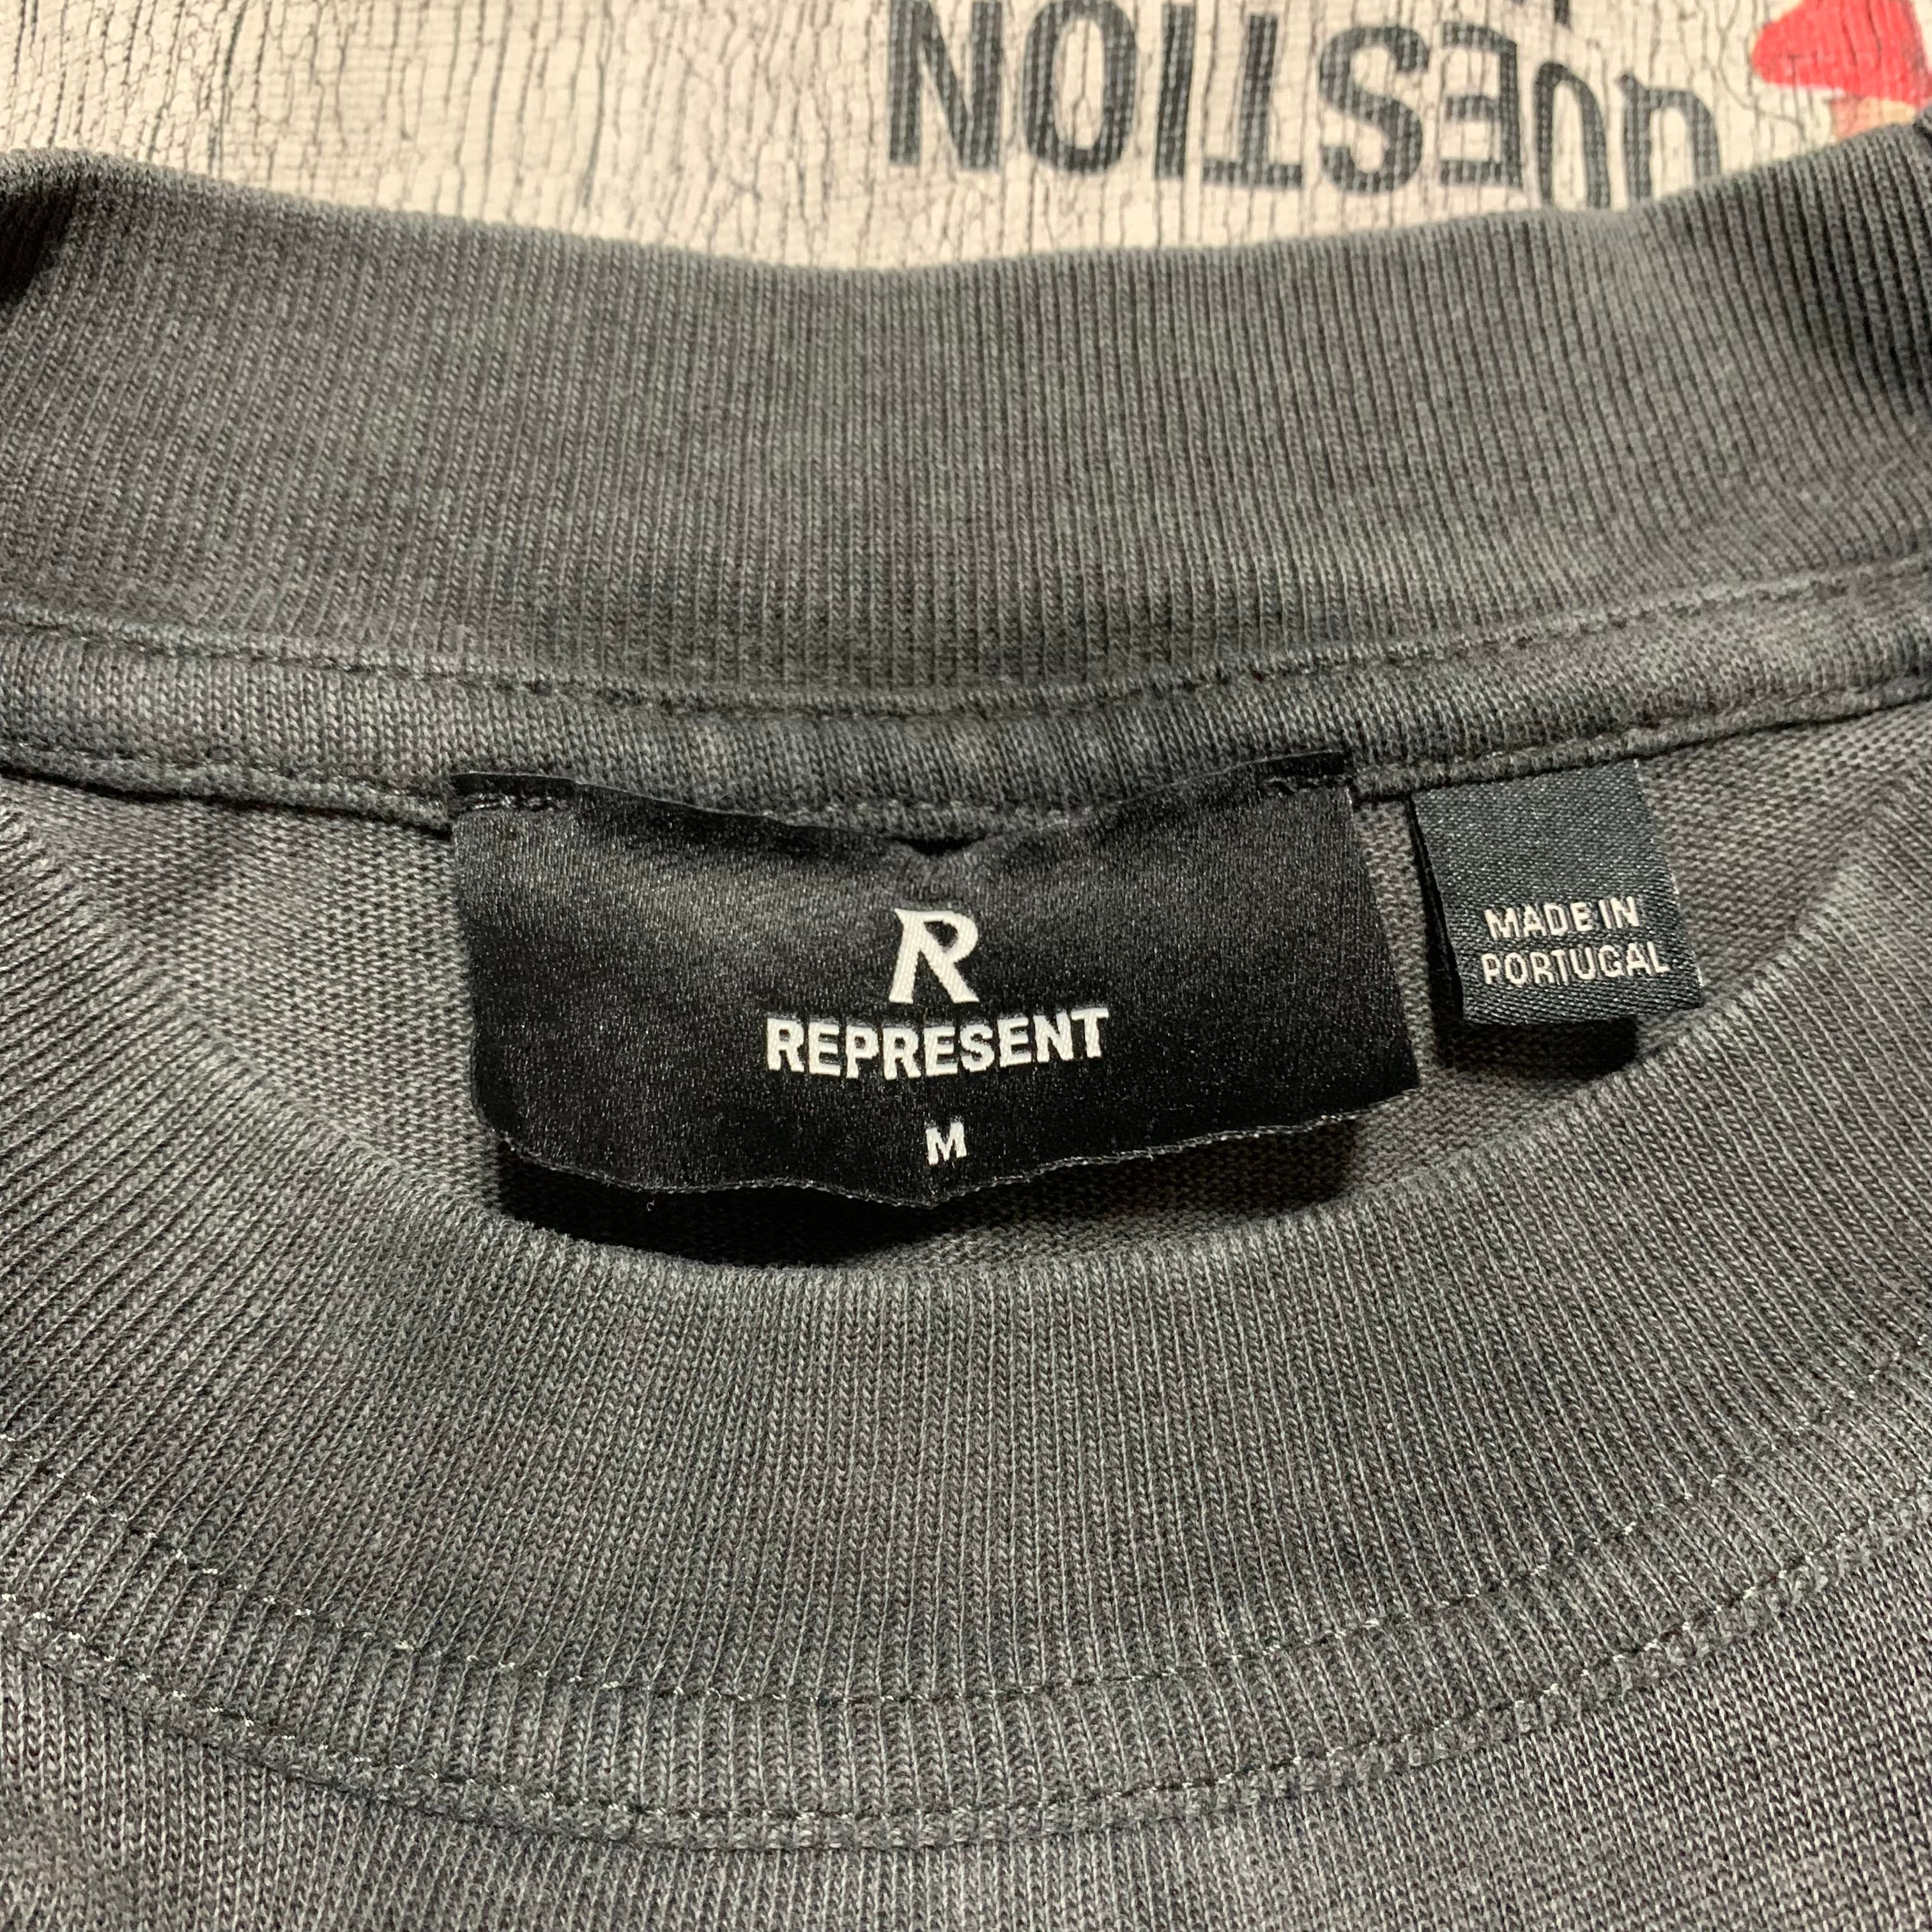 QUESTION
R
REPRESENT
M
MADE IN
PORTUGAL